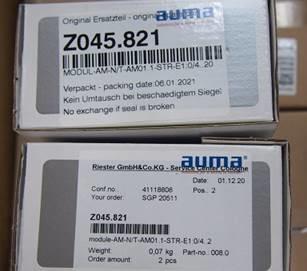 Original Ersatzteil - original
auma
Z045.821
MODUL-AM-N/T-AM01.1-STR-E1:0/4..20
Verpackt - packing date:06.01.2021
Kein Umtausch bei beschaedigtem Siegel
No exchange if seal is broken
Riester GmbH&Co.KG - Service Center Cologne
auma
Date: 01.12.20
Conf.no: 41118808 Pos.: 2
Your order: SGP 20511
Z045.821
module-AM-N/T-AM01.1-STR-E1:0/4..2
Weight: 0,07 kg Part-no.: 008.0
Order amount: 2 pcs